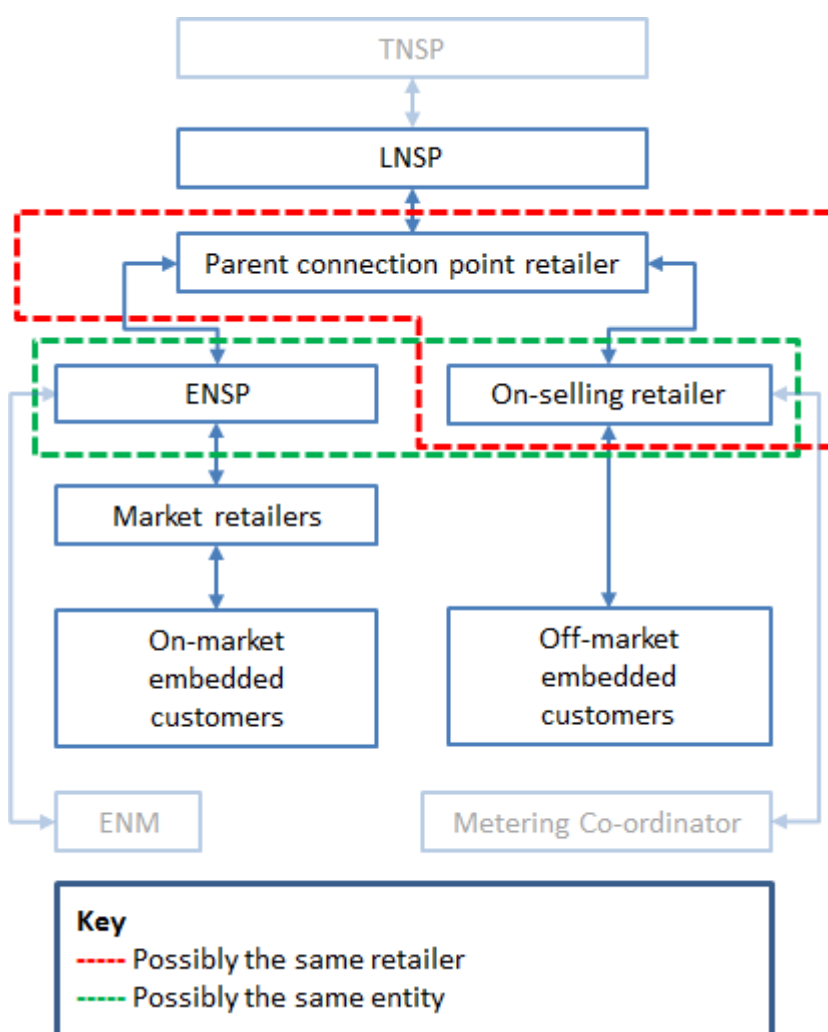 TNSP
LNSP
Parent connection point retailer
ENSP
On-selling retailer
Market retailers
On-market
embedded
customers
Off-market
embedded
customers
ENM
Metering Co-ordinator
Key
Possibly the same retailer
Possibly the same entity